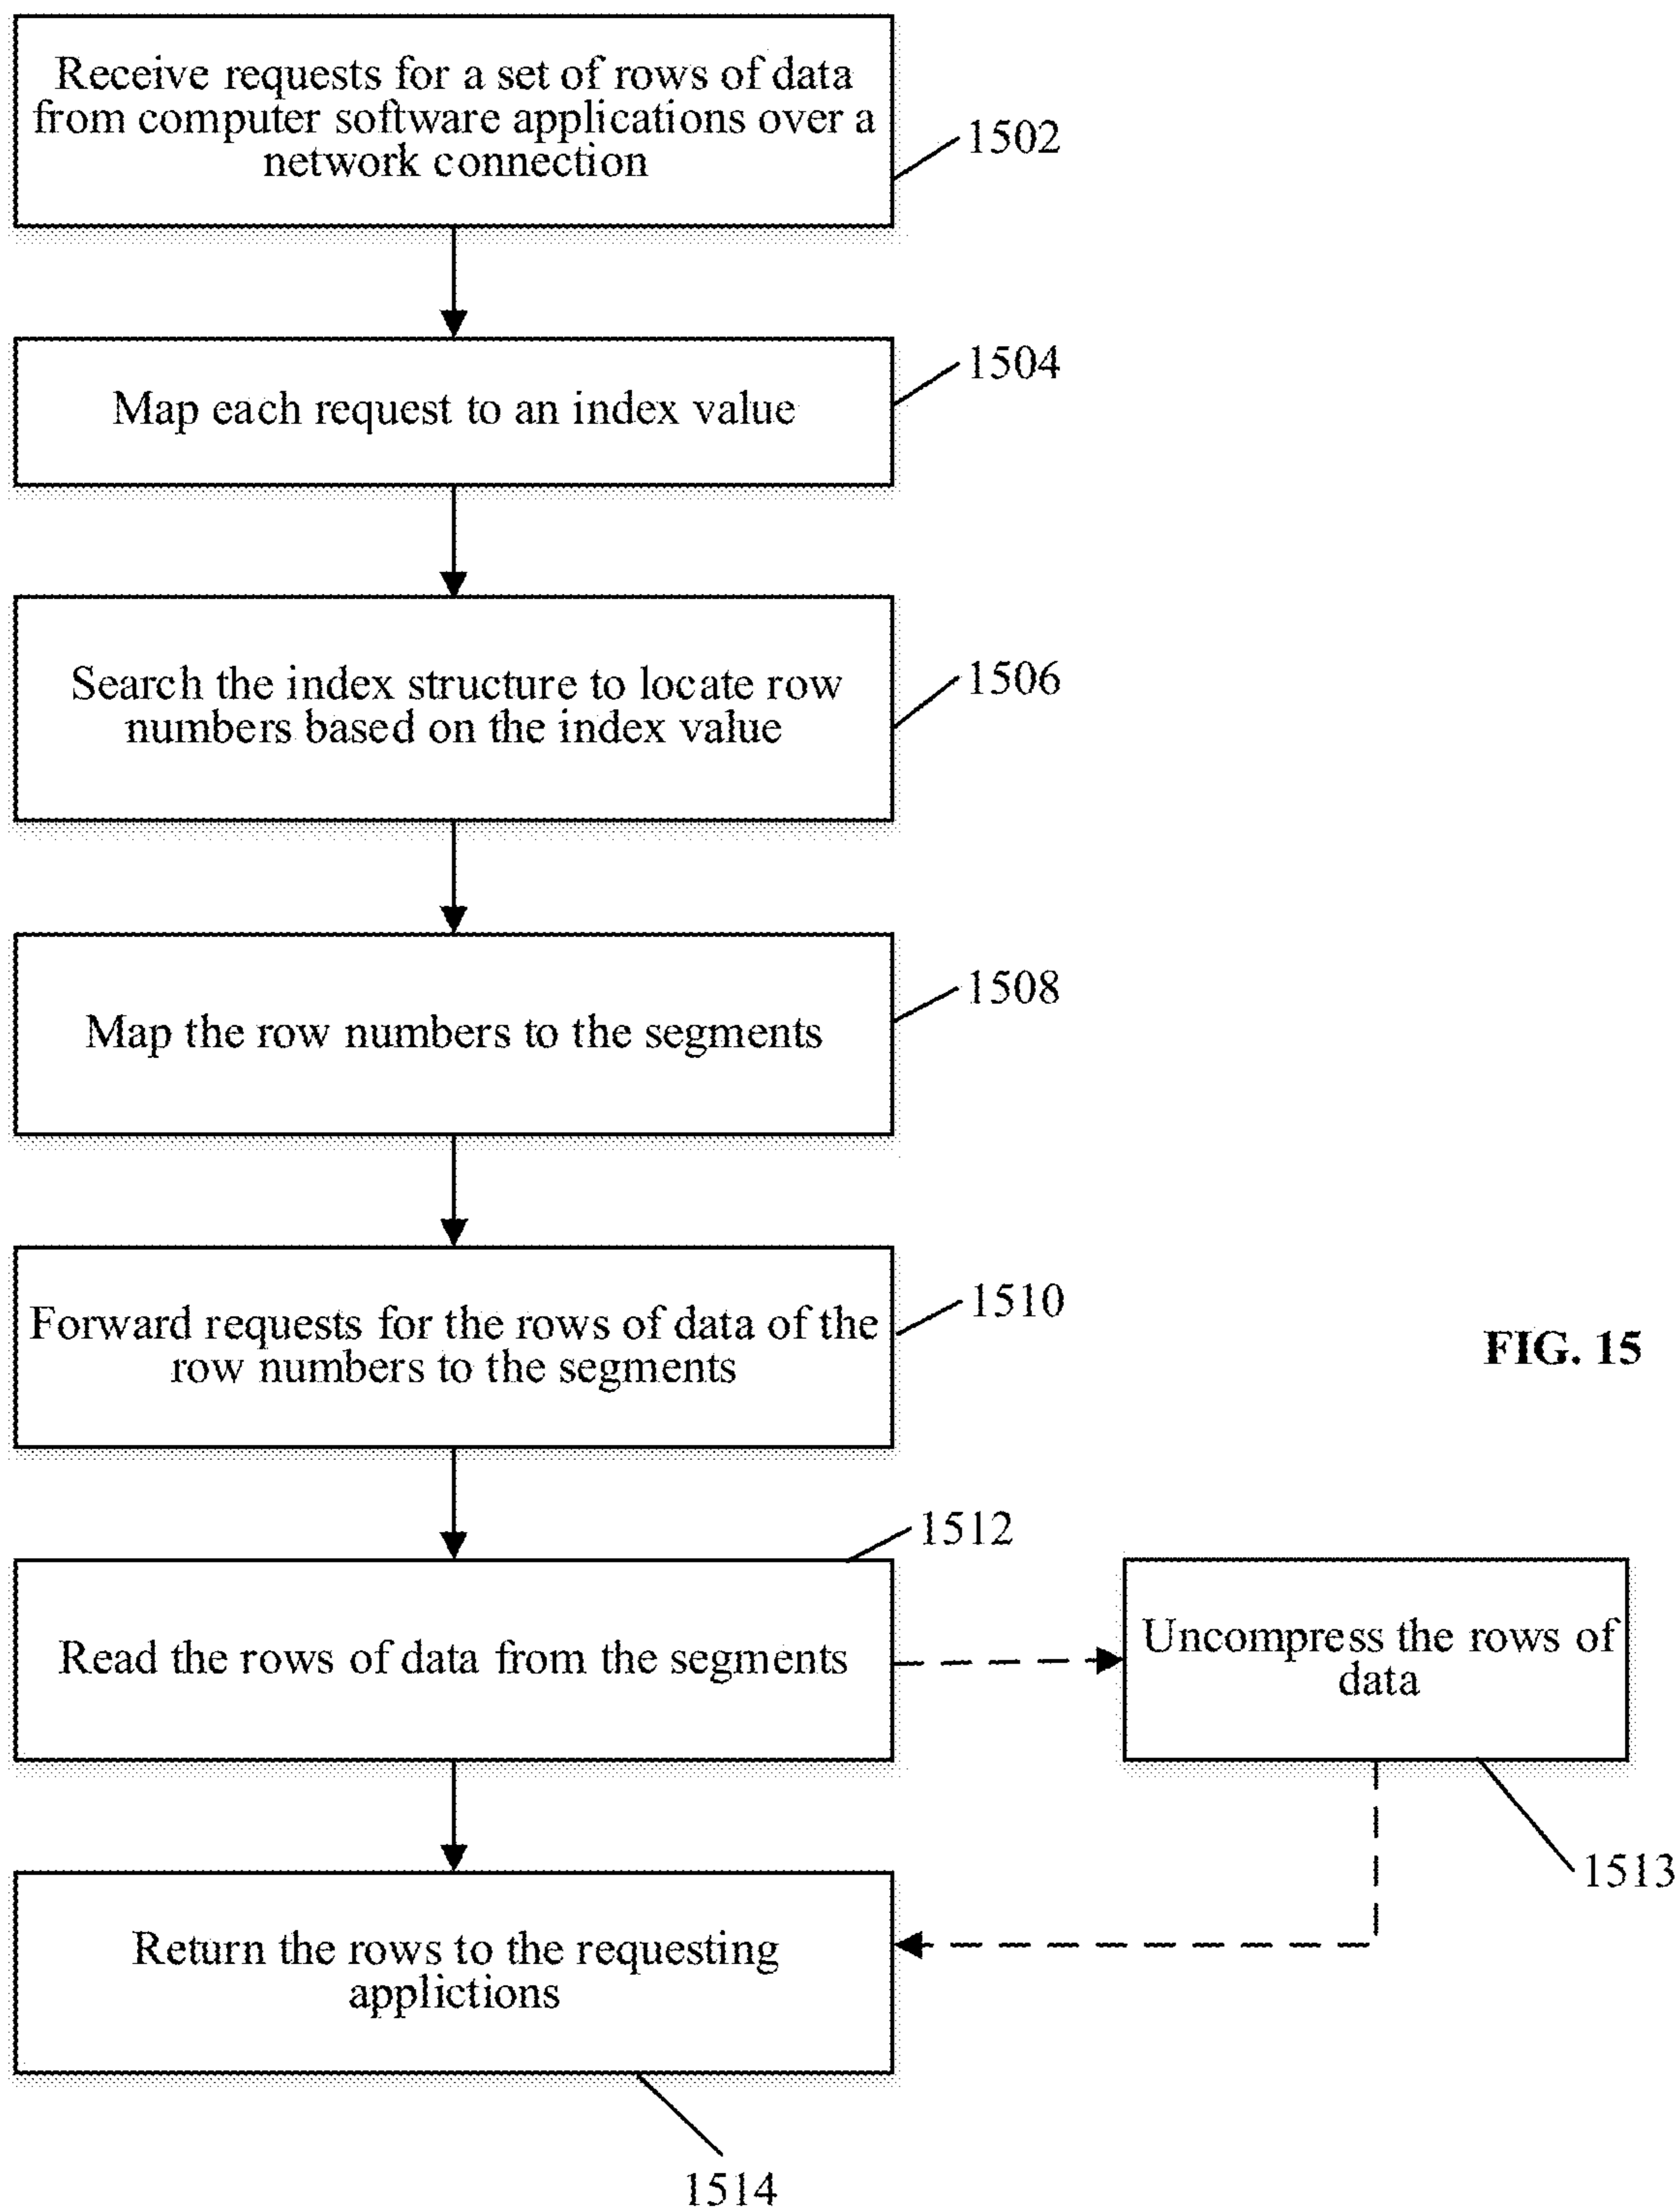 Receive requests for a set of rows of data
from computer software applications over a
network connection
1502
Map each request to an index value
1504
Search the index structure to locate row
numbers based on the index value
1506
Map the row numbers to the segments
1508
Forward requests for the rows of data of the
row numbers to the segments
1510
FIG. 15
1512
Read the rows of data from the segments
Uncompress the rows of
data
1513
Return the rows to the requesting
applictions
1514